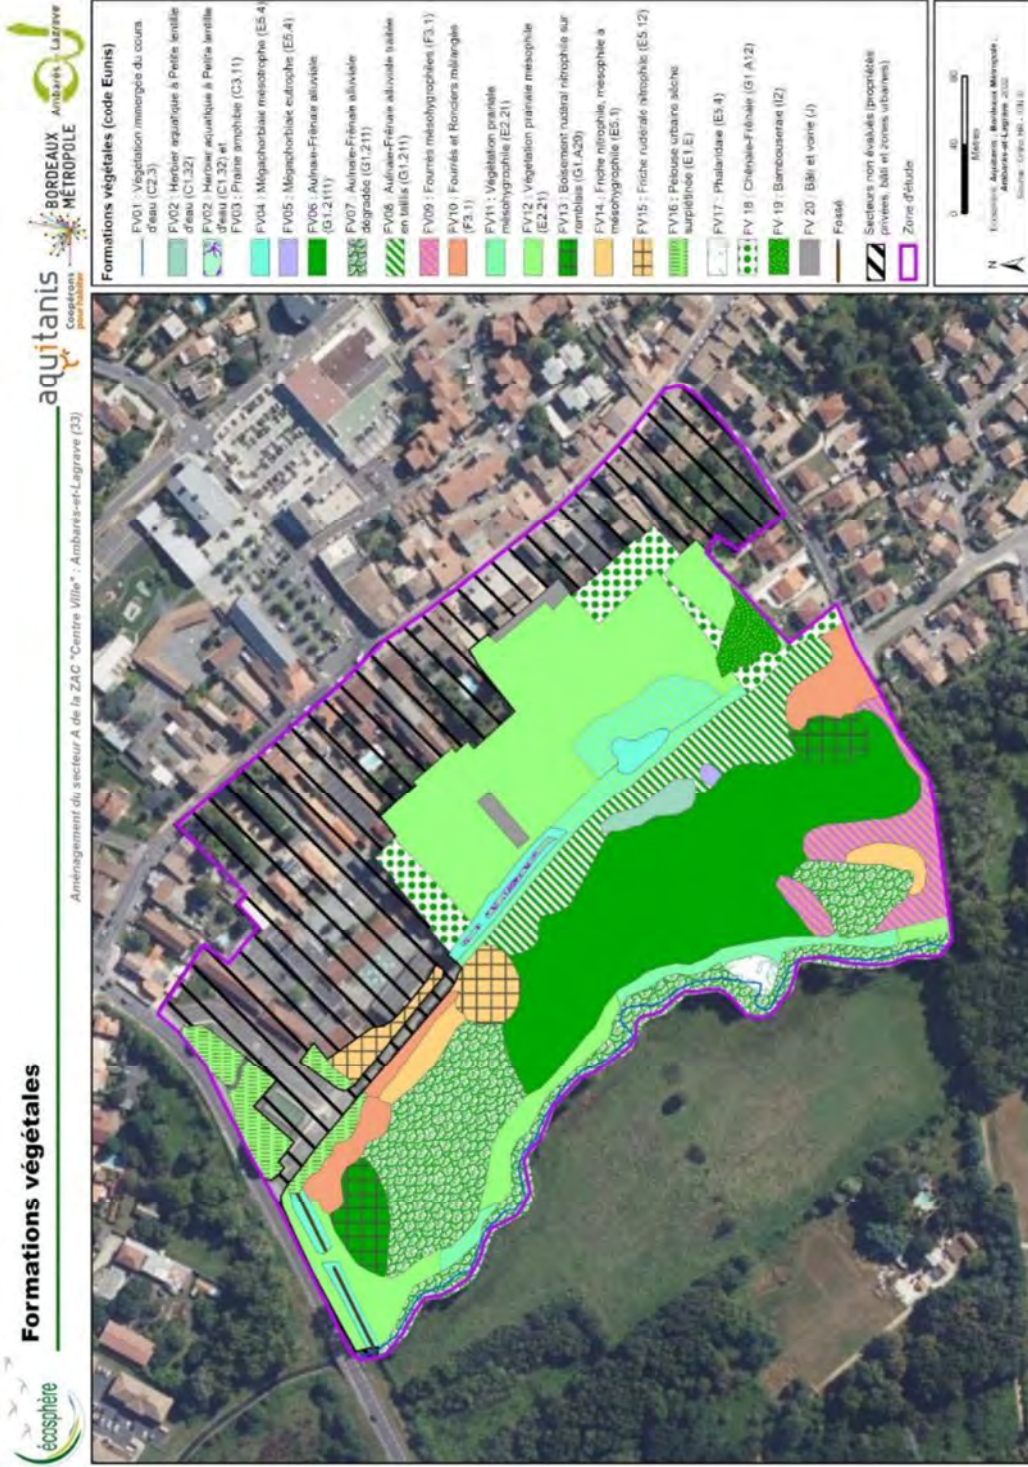 écosphère
Formations végétales
aquitanis
Coopérons
pour habiter
BORDEAUX
MÉTROPOLE
Ambarès - Lagrave
Aménagement du secteur A de la ZAC "Centre Ville" : Ambarès-et-Lagrave (33)
Formations végétales (code Eunis)
FV01 : Végétation immergée du cours
d'eau (C2.3)
FV02 : Herbier aquatique à Petite lentille
d'eau (C1.32)
FV02 : Herbier aquatique à Petite lentille
d'eau (C1.32) et
FV03 : Prairie amphibie (C3.11)
FV04 : Mégaphorbiaie mésotrophe (E5.4)
FV05 : Mégaphorbiaie eutrophe (E5.4)
FV06 : Aulnaie-Frênaie alluviale
(G1.211)
FV07 : Aulnaie-Frênaie alluviale
dégradée (G1.211)
FV08 : Aulnaie-Frênaie alluviale traitée
en taillis (G1.211)
FV09 : Fourrés mésohygrophiles (F3.1)
FV10 : Fourrés et Ronciers mélangés
(F3.1)
FV11 : Végétation prairiale
mésohygrophile (E2.21)
FV12 : Végétation prairiale mésophile
(E2.21)
FV13 : Boisement rudéral nitrophile sur
remblais (G1.A29)
FV14 : Friche nitrophile, mésophile à
mésohygrophile (E5.1)
FV15 : Friche rudérale nitrophile (E5.12)
FV16 : Pelouse urbaine sèche
surpiétinée (E1.E)
FV17 : Phalaridaie (E5.4)
FV 18 : Chênaie-Frênaie (G1.A12)
FV 19 : Bambouseraie (I2)
FV 20 : Bâti et voirie (J)
Fossé
Secteurs non évalués (propriétés
privées, bâti et zones urbaines)
Zone d'étude
0 40 80
Mètres
N